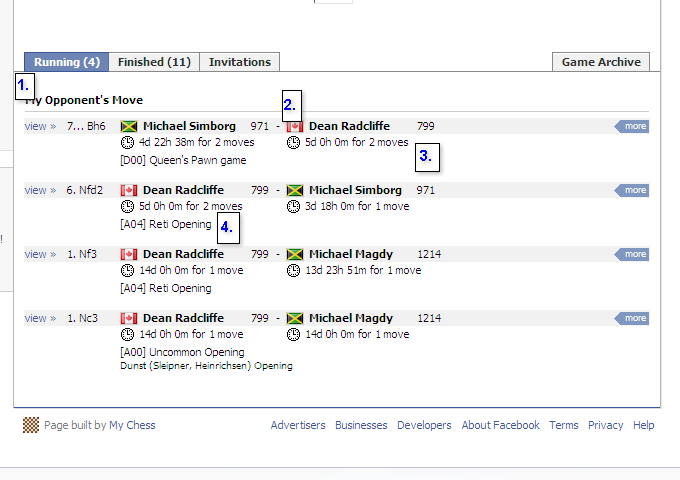 Running (4) Finished (11) Invitations Game Archive
1.
My Opponent's Move
2.
view » 7... Bh6 Michael Simborg 971 - Dean Radcliffe 799 more
4d 22h 38m for 2 moves 5d 0h 0m for 2 moves
3.
[D00] Queen's Pawn game
view » 6. Nfd2 Dean Radcliffe 799 - Michael Simborg 971 more
5d 0h 0m for 2 moves 3d 18h 0m for 1 move
[A04] Reti Opening
4.
!
view » 1. Nf3 Dean Radcliffe 799 - Michael Magdy 1214 more
14d 0h 0m for 1 move 13d 23h 51m for 1 move
[A04] Reti Opening
view » 1. Nc3 Dean Radcliffe 799 - Michael Magdy 1214 more
14d 0h 0m for 1 move 14d 0h 0m for 1 move
[A00] Uncommon Opening
Dunst (Sleipner, Heinrichsen) Opening
Page built by My Chess Advertisers Businesses Developers About Facebook Terms Privacy Help